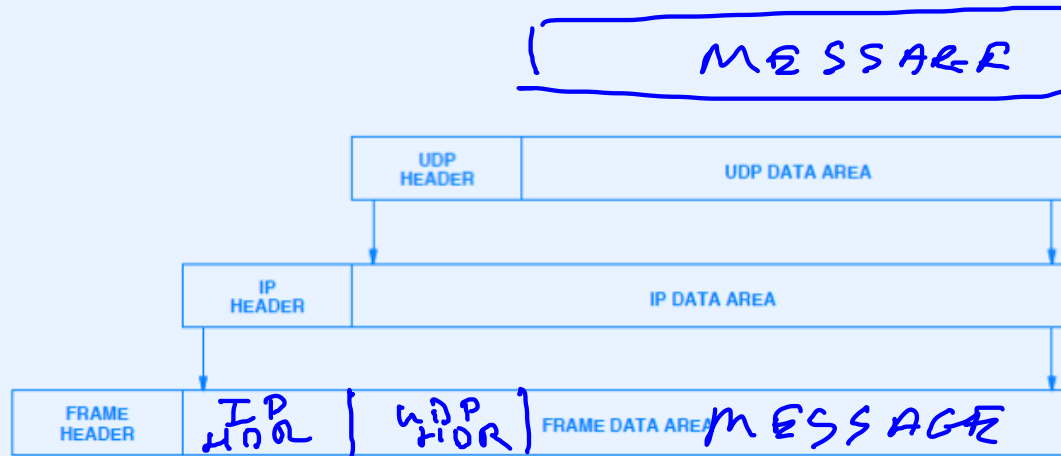 MESSAGE
UDP
HEADER
UDP DATA AREA
IP
HEADER
IP DATA AREA
FRAME
HEADER
IP
HDR
UDP
HDR
FRAME DATA AREA
MESSAGE